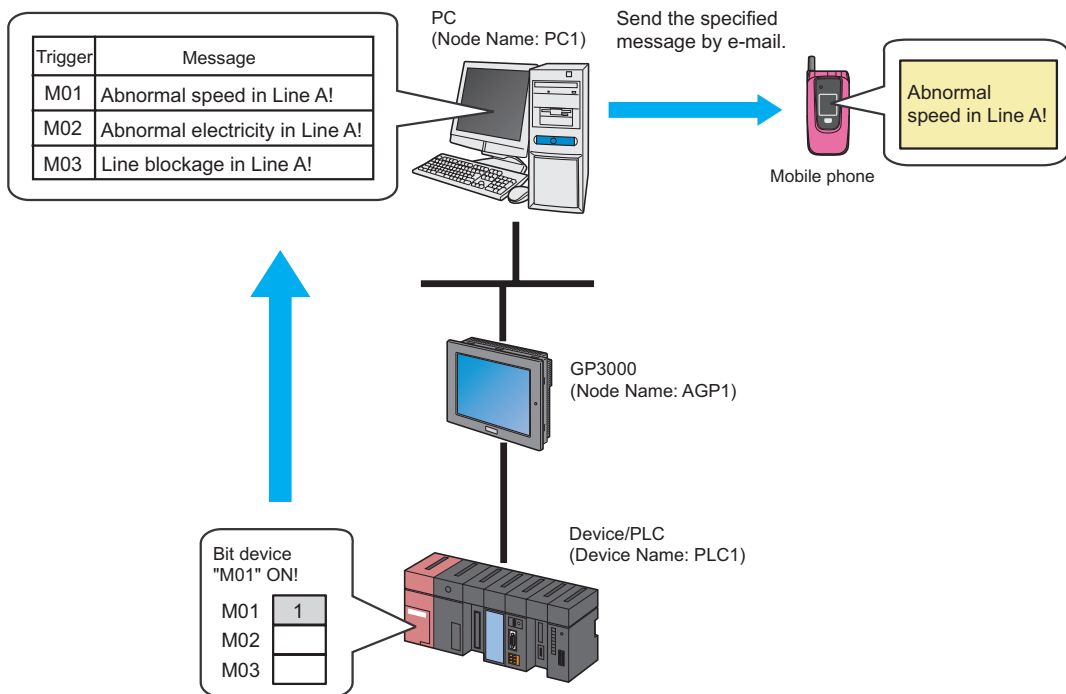 PC
(Node Name: PC1)
Send the specified
message by e-mail.
Trigger Message
M01 Abnormal speed in Line A!
M02 Abnormal electricity in Line A!
M03 Line blockage in Line A!
Abnormal
speed in Line A!
Mobile phone
GP3000
(Node Name: AGP1)
Device/PLC
(Device Name: PLC1)
Bit device
"M01" ON!
M01 1
M02
M03